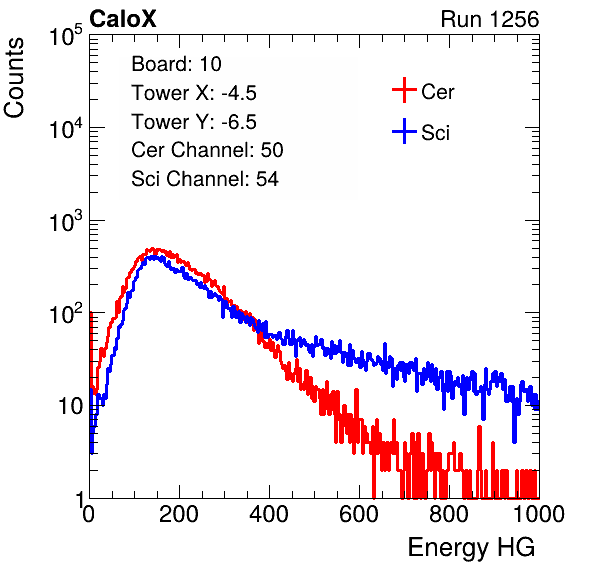 CaloX Run 1256
Counts
Board: 10
Tower X: -4.5
Tower Y: -6.5
Cer Channel: 50
Sci Channel: 54
Cer
Sci
10^5
10^4
10^3
10^2
10
1
0 200 400 600 800 1000
Energy HG